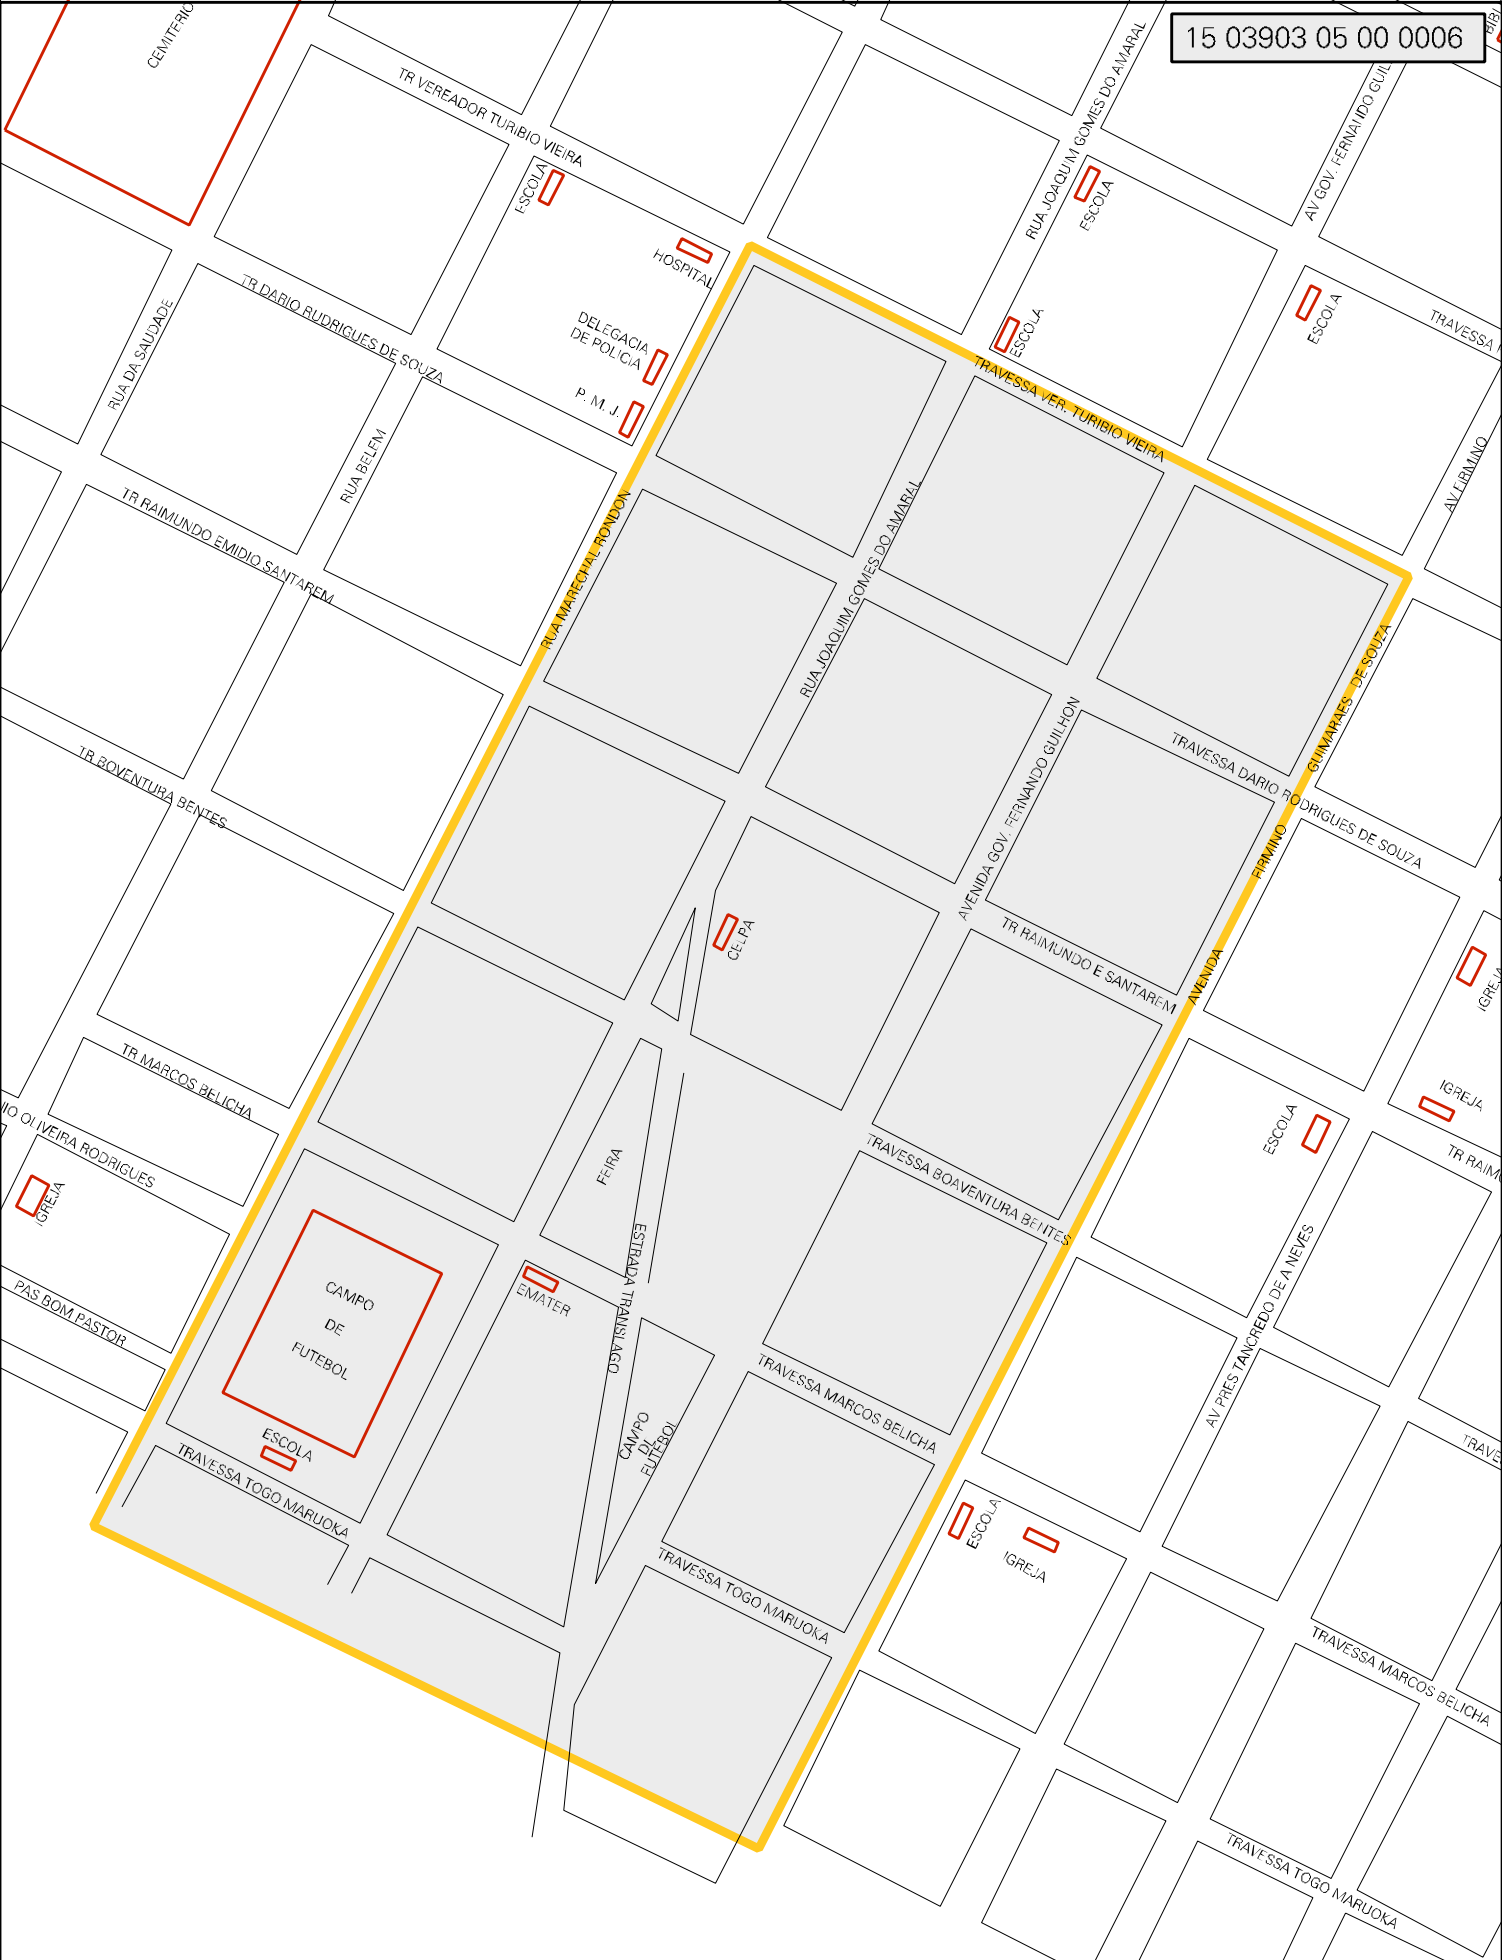 15 03903 05 00 0006
CEMITERIO
TR VEREADOR TURIBIO VIEIRA
RUA JOAQUIM GOMES DO AMARAL
AV GOV. FERNANDO GUIL
ESCOLA
ESCOLA
HOSPITAL
DELEGACIA
DE POLICIA
P. M. J.
ESCOLA
ESCOLA
TRAVESSA
TR DARIO RUDRIGUES DE SOUZA
RUA DA SAUDADE
RUA BELEM
TRAVESSA VER. TURIBIO VIEIRA
AV FIRMINO
TR RAIMUNDO EMIDIO SANTAREM
RUA MARECHAL RONDON
RUA JOAQUIM GOMES DO AMARAL
AVENIDA FIRMINO GUIMARAES DE SOUZA
TRAVESSA DARIO RODRIGUES DE SOUZA
AVENIDA GOV. FERNANDO GUILHON
TR BOVENTURA BENTES
CELPA
TR RAIMUNDO E SANTAREM
IGREJA
TR MARCOS BELICHA
IO OLIVEIRA RODRIGUES
IGREJA
ESCOLA
IGREJA
TR RAIM
FEIRA
TRAVESSA BOAVENTURA BENTES
ESTRADA TRANSLAGO
EMATER
PAS BOM PASTOR
CAMPO
DE
FUTEBOL
AV PRES TANCREDO DE A NEVES
TRAVESSA MARCOS BELICHA
CAMPO
DE
FUTEBOL
ESCOLA
TRAVESSA TOGO MARUOKA
TRAVE
ESCOLA
IGREJA
TRAVESSA TOGO MARUOKA
TRAVESSA MARCOS BELICHA
TRAVESSA TOGO MARUOKA